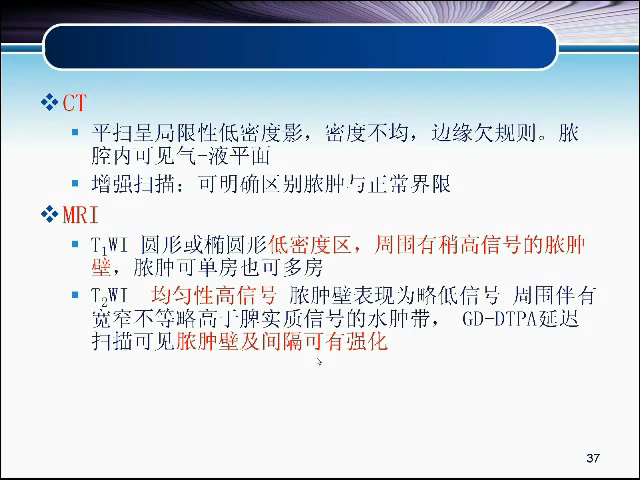 CT
平扫呈局限性低密度影，密度不均，边缘欠规则。脓
腔内可见气-液平面
增强扫描：可明确区别脓肿与正常界限
MRI
T₁WI 圆形或椭圆形低密度区，周围有稍高信号的脓肿
壁，脓肿可单房也可多房
T₂WI 均匀性高信号 脓肿壁表现为略低信号 周围伴有
宽窄不等略高于脾实质信号的水肿带， GD-DTPA延迟
扫描可见脓肿壁及间隔可有强化
37